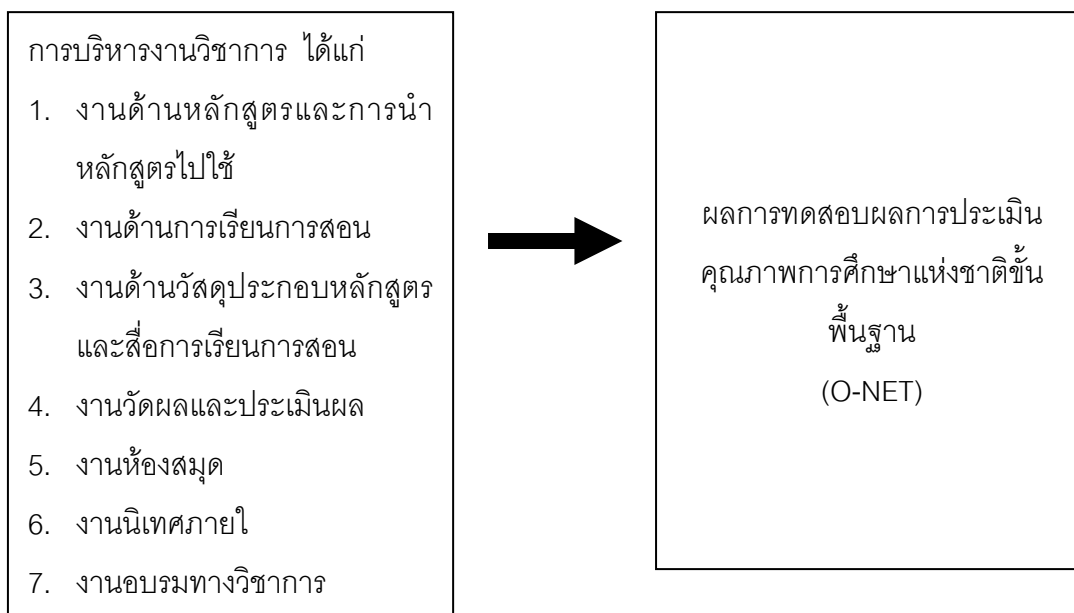 การบริหารงานวิชาการ ได้แก่
1. งานด้านหลักสูตรและการนำ
หลักสูตรไปใช้
2. งานด้านการเรียนการสอน
3. งานด้านวัสดุประกอบหลักสูตร
และสื่อการเรียนการสอน
4. งานวัดผลและประเมินผล
5. งานห้องสมุด
6. งานนิเทศภายใ
7. งานอบรมทางวิชาการ
ผลการทดสอบผลการประเมิน
คุณภาพการศึกษาแห่งชาติขั้น
พื้นฐาน
(O-NET)